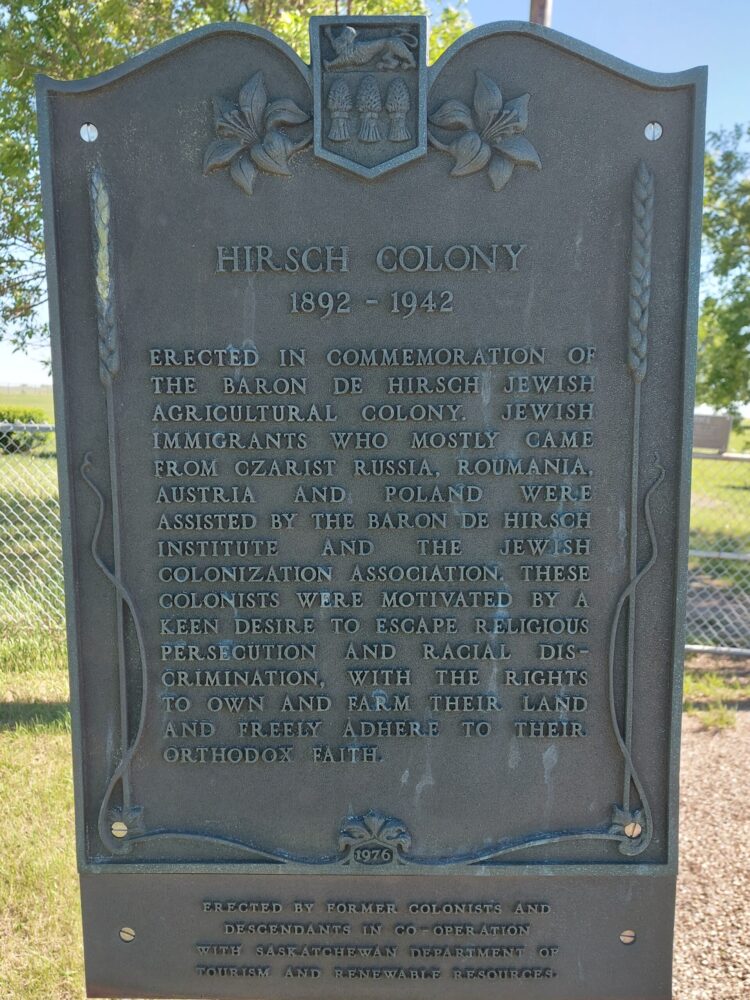 HIRSCH COLONY
1892 - 1942
ERECTED IN COMMEMORATION OF
THE BARON DE HIRSCH JEWISH
AGRICULTURAL COLONY. JEWISH
IMMIGRANTS WHO MOSTLY CAME
FROM CZARIST RUSSIA, ROUMANIA,
AUSTRIA AND POLAND WERE
ASSISTED BY THE BARON DE HIRSCH
INSTITUTE AND THE JEWISH
COLONIZATION ASSOCIATION. THESE
COLONISTS WERE MOTIVATED BY A
KEEN DESIRE TO ESCAPE RELIGIOUS
PERSECUTION AND RACIAL DIS-
CRIMINATION, WITH THE RIGHTS
TO OWN AND FARM THEIR LAND
AND FREELY ADHERE TO THEIR
ORTHODOX FAITH.
1976
ERECTED BY FORMER COLONISTS AND
DESCENDANTS IN CO-OPERATION
WITH SASKATCHEWAN DEPARTMENT OF
TOURISM AND RENEWABLE RESOURCES.